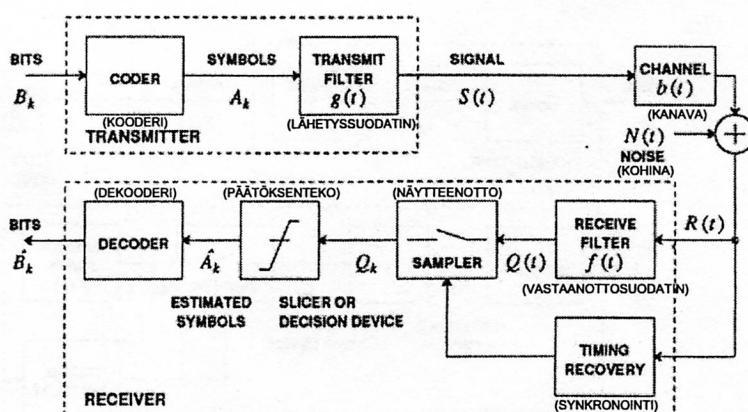 BITS
B_k
CODER
(KOODERI)
TRANSMITTER
SYMBOLS
A_k
TRANSMIT
FILTER
g(t)
(LÄHETYSSUODATIN)
SIGNAL
S(t)
CHANNEL
b(t)
(KANAVA)
N(t)
NOISE
(KOHINA)
+
BITS
B̂_k
(DEKOODERI)
DECODER
Â_k
ESTIMATED
SYMBOLS
(PÄÄTÖKSENTEKO)
SLICER OR
DECISION DEVICE
Q_k
(NÄYTTEENOTTO)
SAMPLER
Q(t)
RECEIVE
FILTER
f(t)
(VASTAANOTTOSUODATIN)
R(t)
TIMING
RECOVERY
(SYNKRONOINTI)
RECEIVER